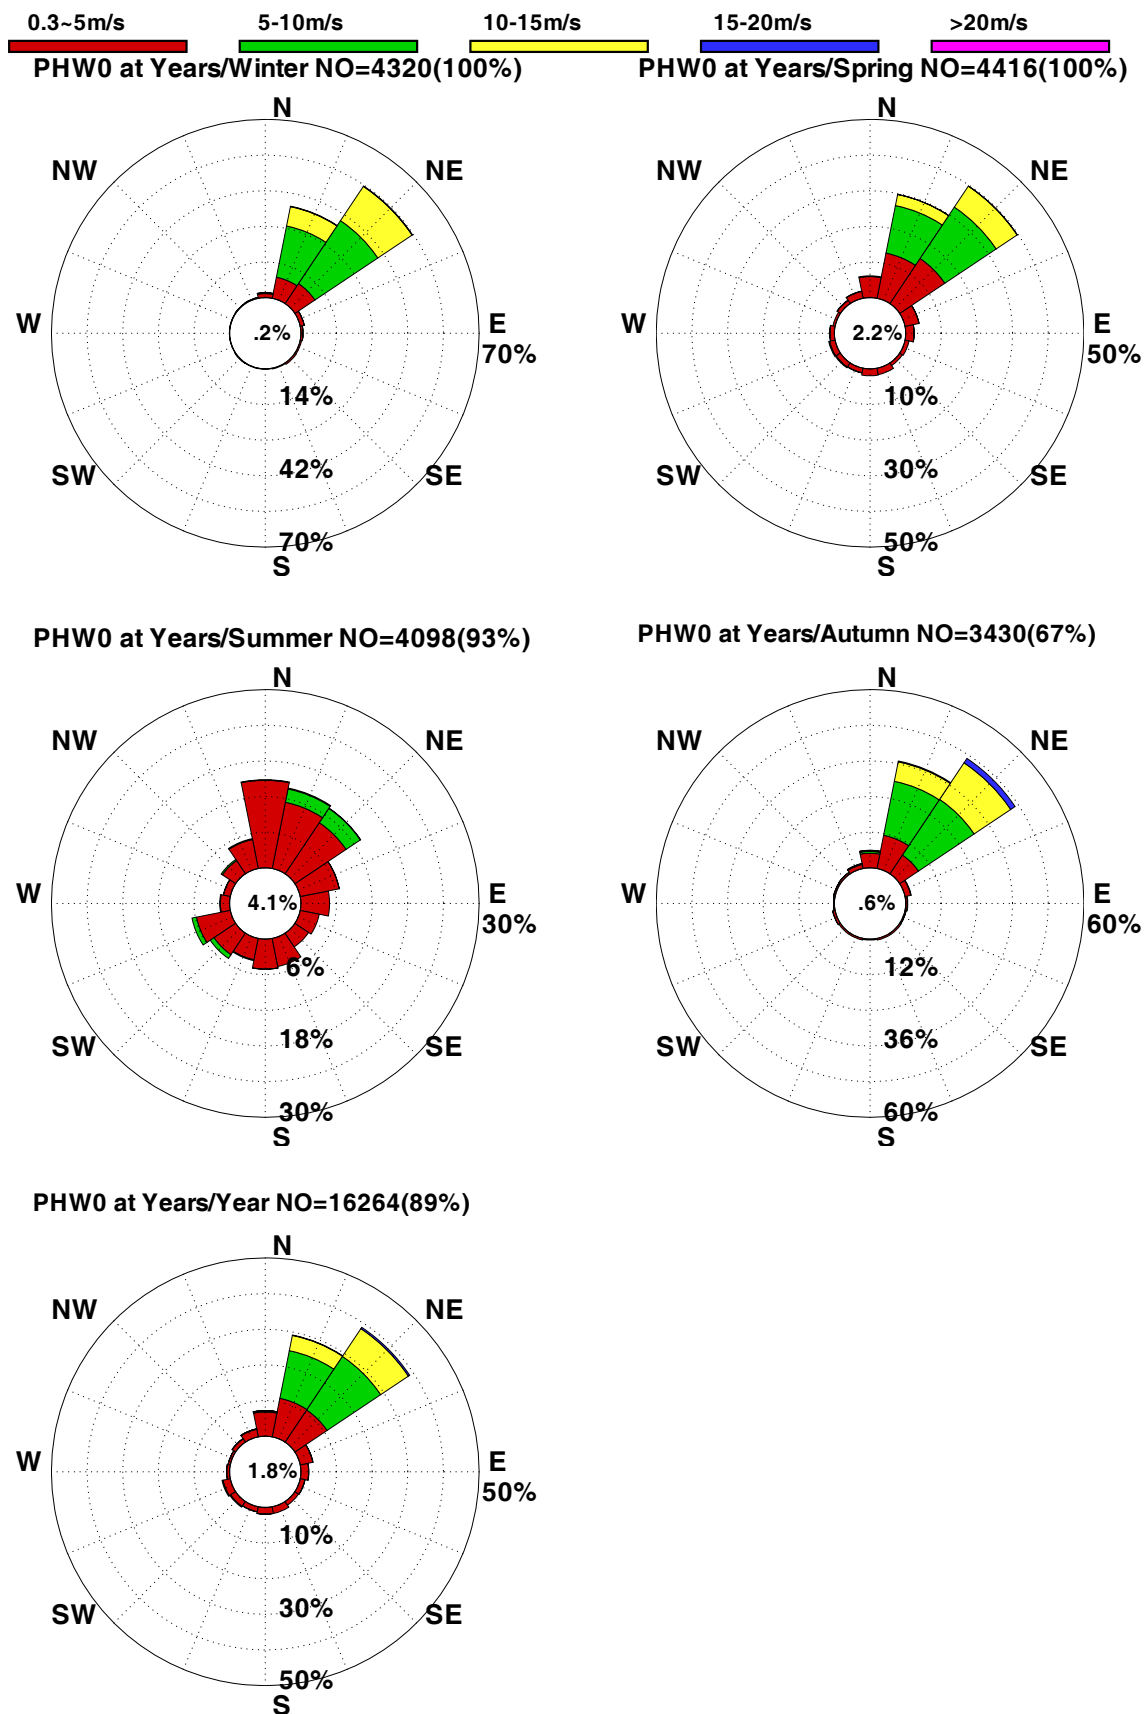 0.3~5m/s 5-10m/s 10-15m/s 15-20m/s >20m/s
PHW0 at Years/Winter NO=4320(100%)
N
NW NE
W .2% E
70%
14%
42%
SW SE
70%
S
PHW0 at Years/Spring NO=4416(100%)
N
NW NE
W 2.2% E
50%
10%
30%
SW SE
50%
S
PHW0 at Years/Summer NO=4098(93%)
N
NW NE
W 4.1% E
30%
6%
18%
SW SE
30%
S
PHW0 at Years/Autumn NO=3430(67%)
N
NW NE
W .6% E
60%
12%
36%
SW SE
60%
S
PHW0 at Years/Year NO=16264(89%)
N
NW NE
W 1.8% E
50%
10%
30%
SW SE
50%
S